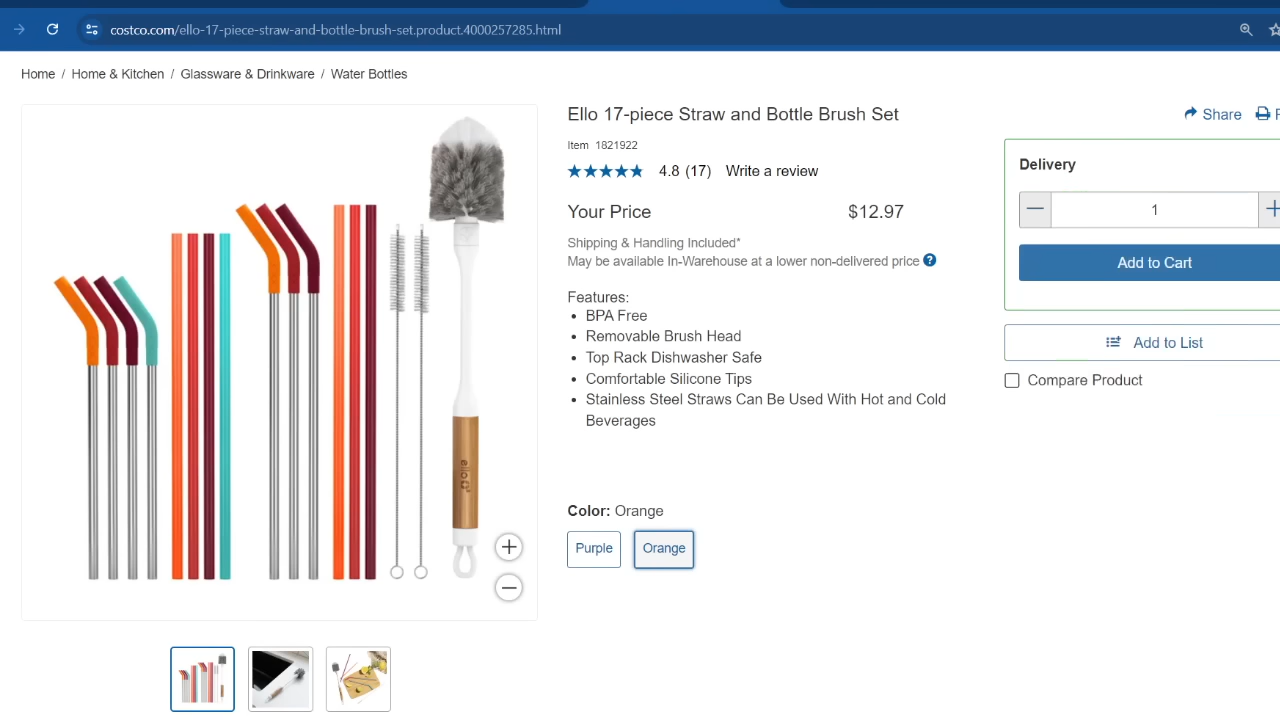 costco.com/ello-17-piece-straw-and-bottle-brush-set.product.4000257285.html
Home / Home & Kitchen / Glassware & Drinkware / Water Bottles
Ello 17-piece Straw and Bottle Brush Set
Share
Item 1821922
4.8 (17) Write a review
Your Price $12.97
Shipping & Handling Included*
May be available In-Warehouse at a lower non-delivered price ?
Features:
• BPA Free
• Removable Brush Head
• Top Rack Dishwasher Safe
• Comfortable Silicone Tips
• Stainless Steel Straws Can Be Used With Hot and Cold
Beverages
Color: Orange
Purple
Orange
Delivery
1
Add to Cart
Add to List
Compare Product
ello